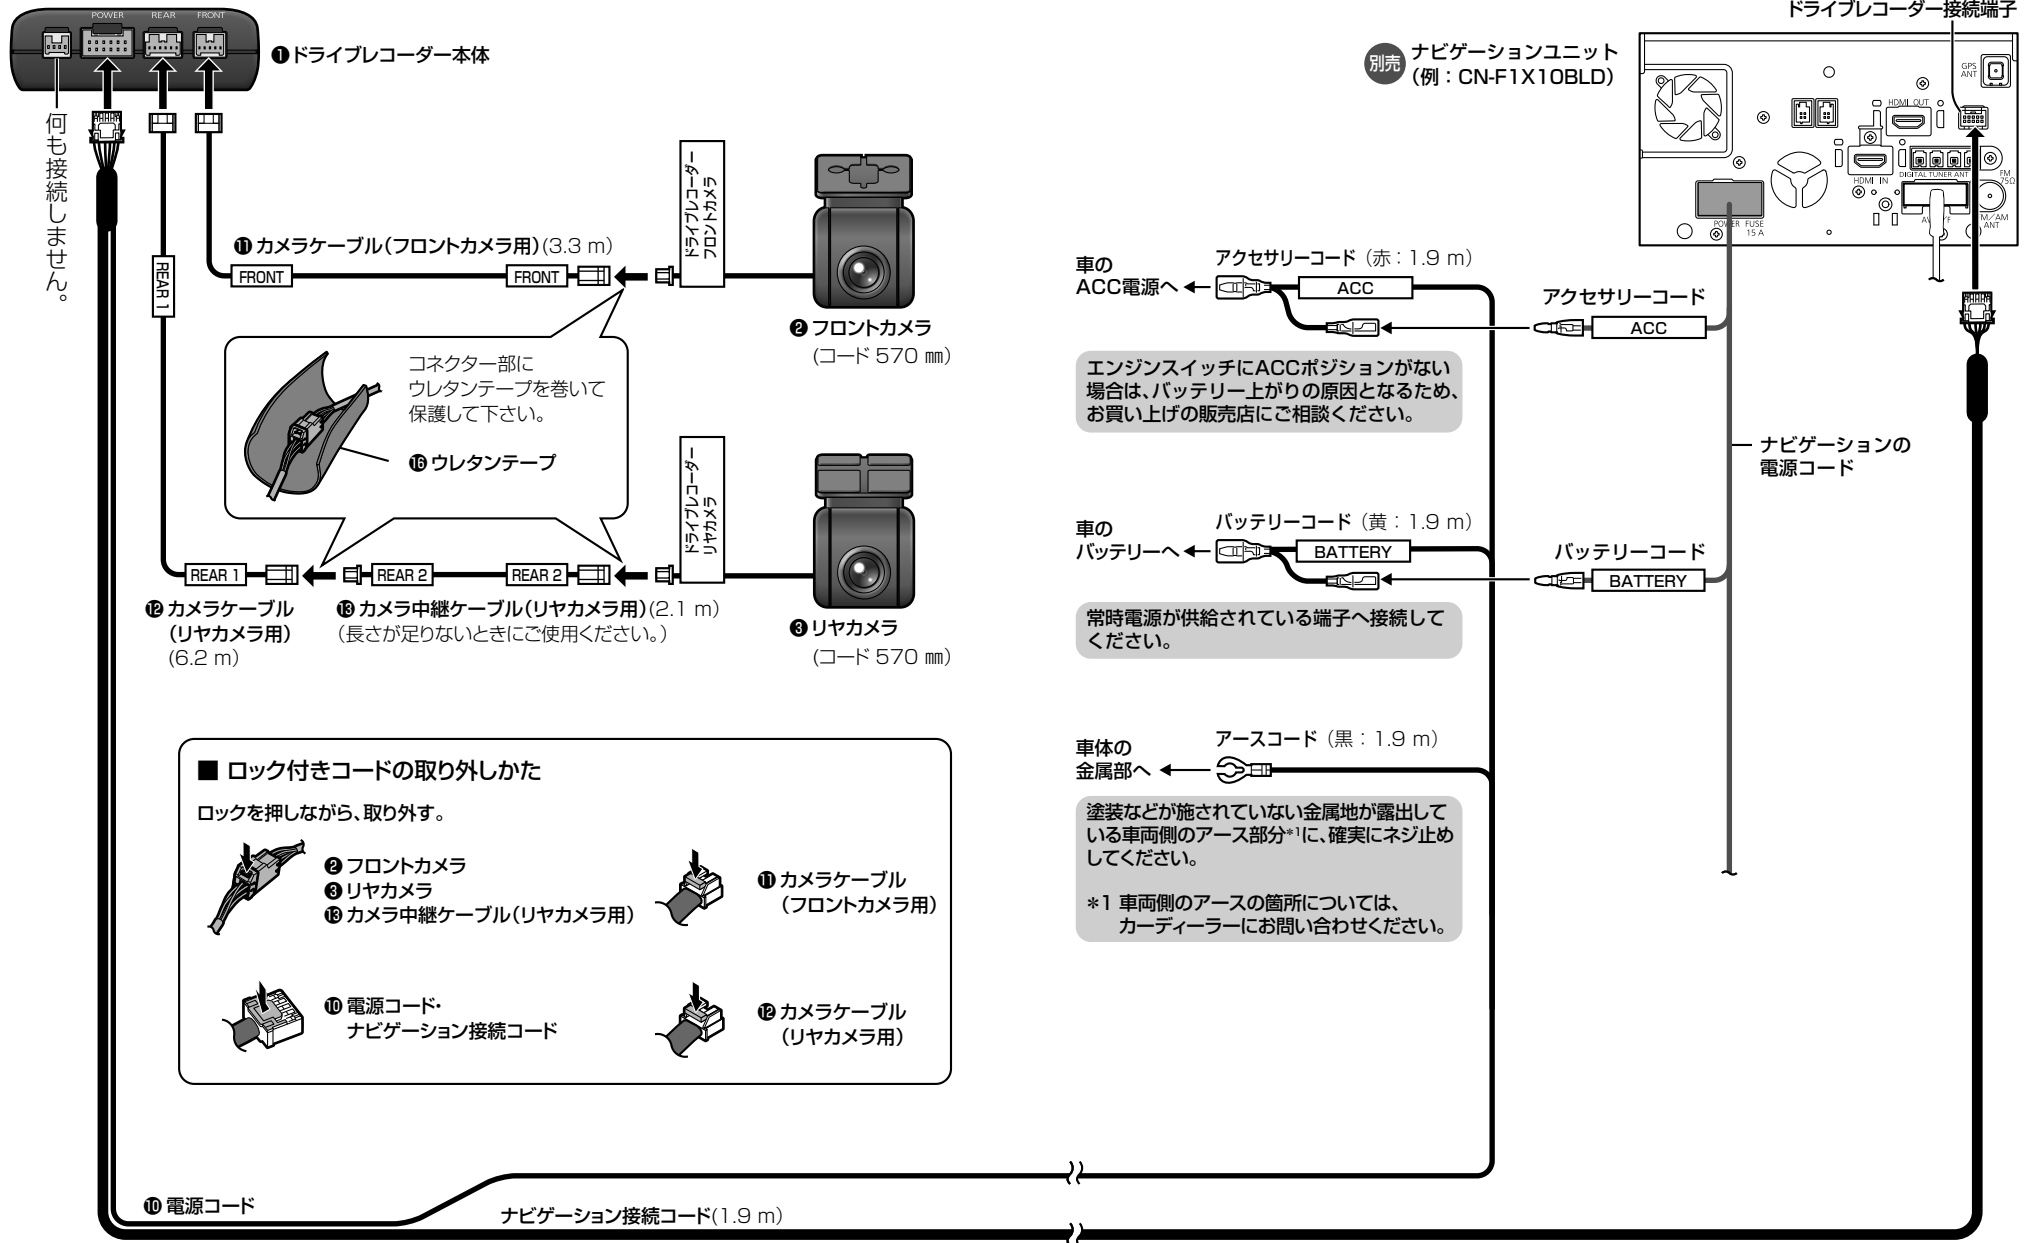 POWER REAR FRONT
❶ドライブレコーダー本体
何も接続しません。
⓫カメラケーブル（フロントカメラ用）(3.3 m)
FRONT
FRONT
REAR 1
ドライブレコーダー
フロントカメラ
❷フロントカメラ
(コード 570 ㎜)
コネクター部に
ウレタンテープを巻いて
保護して下さい。
⓰ウレタンテープ
ドライブレコーダー
リヤカメラ
REAR 1
REAR 2
REAR 2
⓬カメラケーブル
（リヤカメラ用）
(6.2 m)
⓭カメラ中継ケーブル（リヤカメラ用）(2.1 m)
（長さが足りないときにご使用ください。）
❸リヤカメラ
(コード 570 ㎜)
■ ロック付きコードの取り外しかた
ロックを押しながら、取り外す。
❷フロントカメラ
❸リヤカメラ
⓭カメラ中継ケーブル（リヤカメラ用）
⓫カメラケーブル
（フロントカメラ用）
❿電源コード・
ナビゲーション接続コード
⓬カメラケーブル
（リヤカメラ用）
❿電源コード
ナビゲーション接続コード(1.9 m)
ドライブレコーダー接続端子
別売
ナビゲーションユニット
（例：CN-F1X10BLD）
GPS
ANT
HDMI OUT
HDMI IN
DIGITAL TUNER ANT
FM
75Ω
POWER FUSE
15 A
FM/AM
ANT
車の
ACC電源へ
アクセサリーコード（赤：1.9 m）
ACC
アクセサリーコード
ACC
エンジンスイッチにACCポジションがない
場合は、バッテリー上がりの原因となるため、
お買い上げの販売店にご相談ください。
ナビゲーションの
電源コード
車の
バッテリーへ
バッテリーコード（黄：1.9 m）
BATTERY
バッテリーコード
BATTERY
常時電源が供給されている端子へ接続して
ください。
車体の
金属部へ
アースコード（黒：1.9 m）
塗装などが施されていない金属地が露出して
いる車両側のアース部分*1に、確実にネジ止め
してください。
*1 車両側のアースの箇所については、
カーディーラーにお問い合わせください。